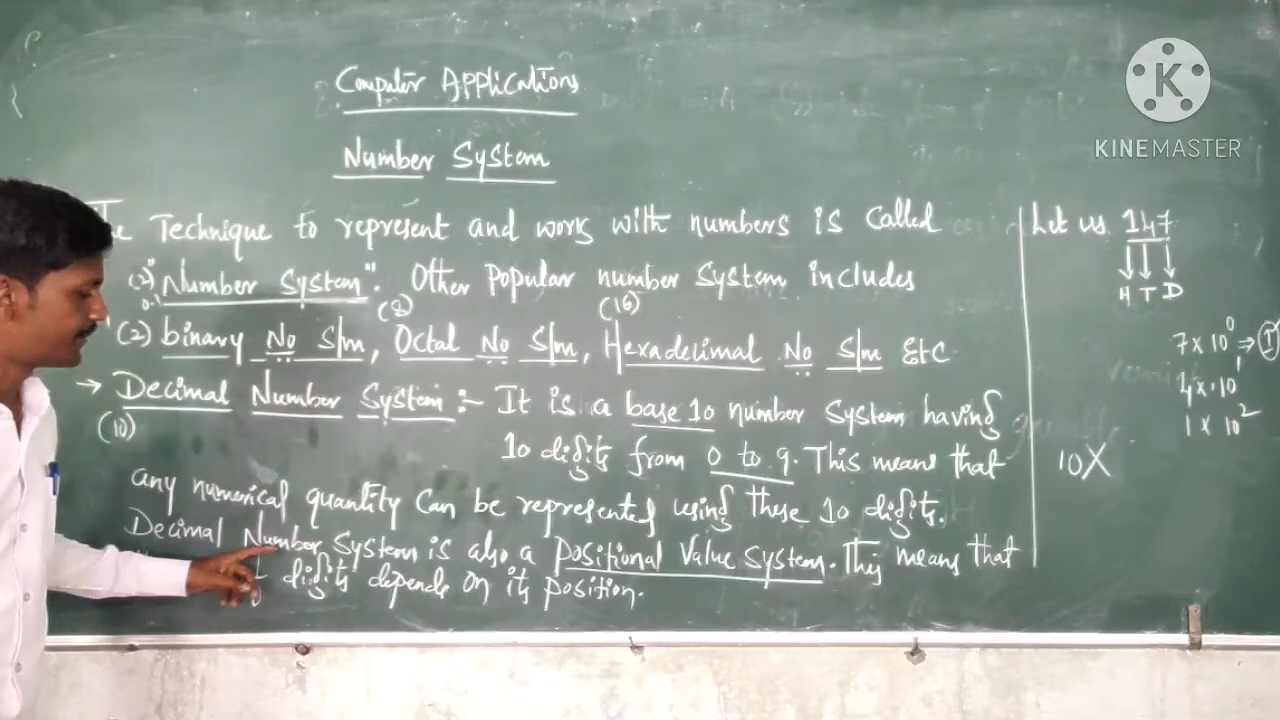 Computer Applications
Number System
The Technique to represent and work with numbers is called
"Number System". Other Popular number System includes
(8)
(16)
(2) binary No S/m, Octal No S/m, Hexadecimal No S/m Etc
→ Decimal Number System :- It is a base 10 number System having
(10)
10 digits from 0 to 9. This means that
any numerical quantity Can be represented using these 10 digits.
Decimal Number System is also a Positional Value System. This means that
digits depends on its position.
Let us 147
H T D
7 x 10⁰ ⇒
4 x 10¹
1 x 10²
10X
K
KINEMASTER